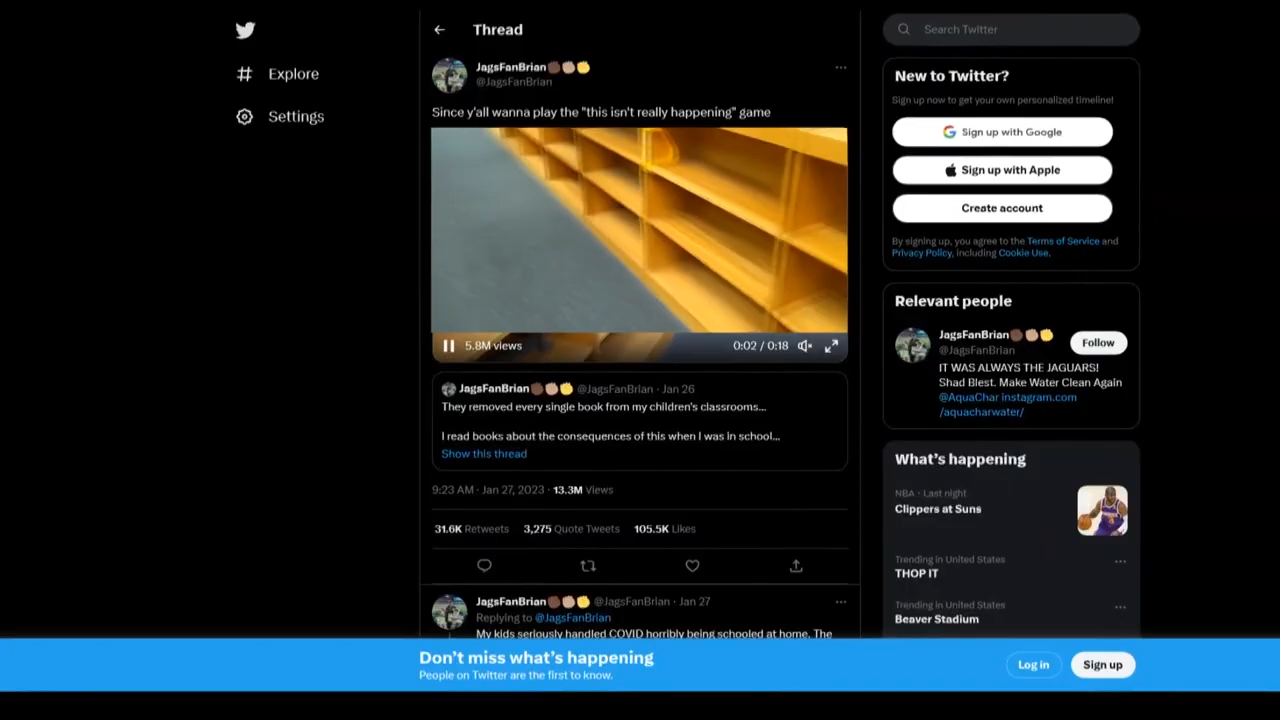 Explore
Settings
Thread
JagsFanBrian
@JagsFanBrian
Since y'all wanna play the "this isn't really happening" game
5.8M views
0:02 / 0:18
JagsFanBrian @JagsFanBrian · Jan 26
They removed every single book from my children's classrooms...
I read books about the consequences of this when I was in school...
Show this thread
9:23 AM · Jan 27, 2023 · 13.3M Views
31.6K Retweets 3,275 Quote Tweets 105.5K Likes
JagsFanBrian @JagsFanBrian · Jan 27
Replying to @JagsFanBrian
My kids seriously handled COVID horribly being schooled at home. The
Search Twitter
New to Twitter?
Sign up now to get your own personalized timeline!
Sign up with Google
Sign up with Apple
Create account
By signing up, you agree to the Terms of Service and
Privacy Policy, including Cookie Use.
Relevant people
JagsFanBrian
@JagsFanBrian
Follow
IT WAS ALWAYS THE JAGUARS!
Shad Blest. Make Water Clean Again
@AquaChar instagram.com
/aquacharwater/
What's happening
NBA · Last night
Clippers at Suns
Trending in United States
THOP IT
Trending in United States
Beaver Stadium
Don't miss what's happening
People on Twitter are the first to know.
Log in
Sign up